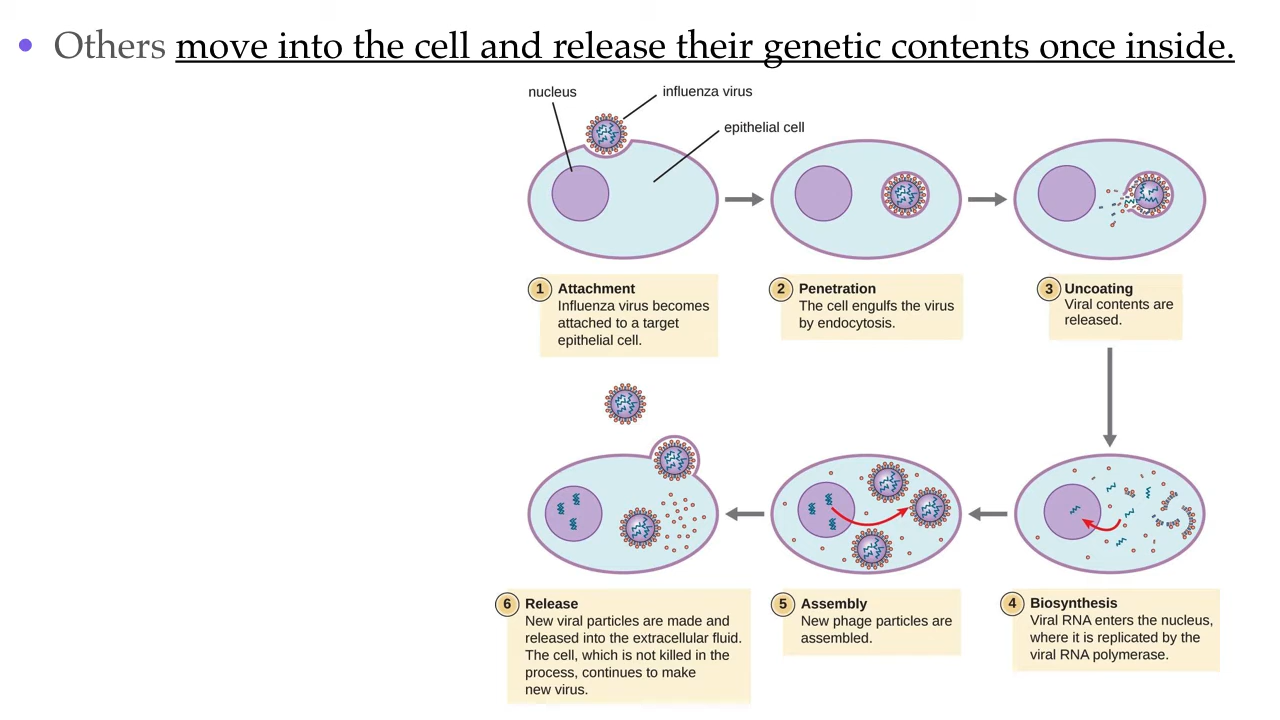 • Others move into the cell and release their genetic contents once inside.
nucleus
influenza virus
epithelial cell
1 Attachment
Influenza virus becomes
attached to a target
epithelial cell.
2 Penetration
The cell engulfs the virus
by endocytosis.
3 Uncoating
Viral contents are
released.
6 Release
New viral particles are made and
released into the extracellular fluid.
The cell, which is not killed in the
process, continues to make
new virus.
5 Assembly
New phage particles are
assembled.
4 Biosynthesis
Viral RNA enters the nucleus,
where it is replicated by the
viral RNA polymerase.